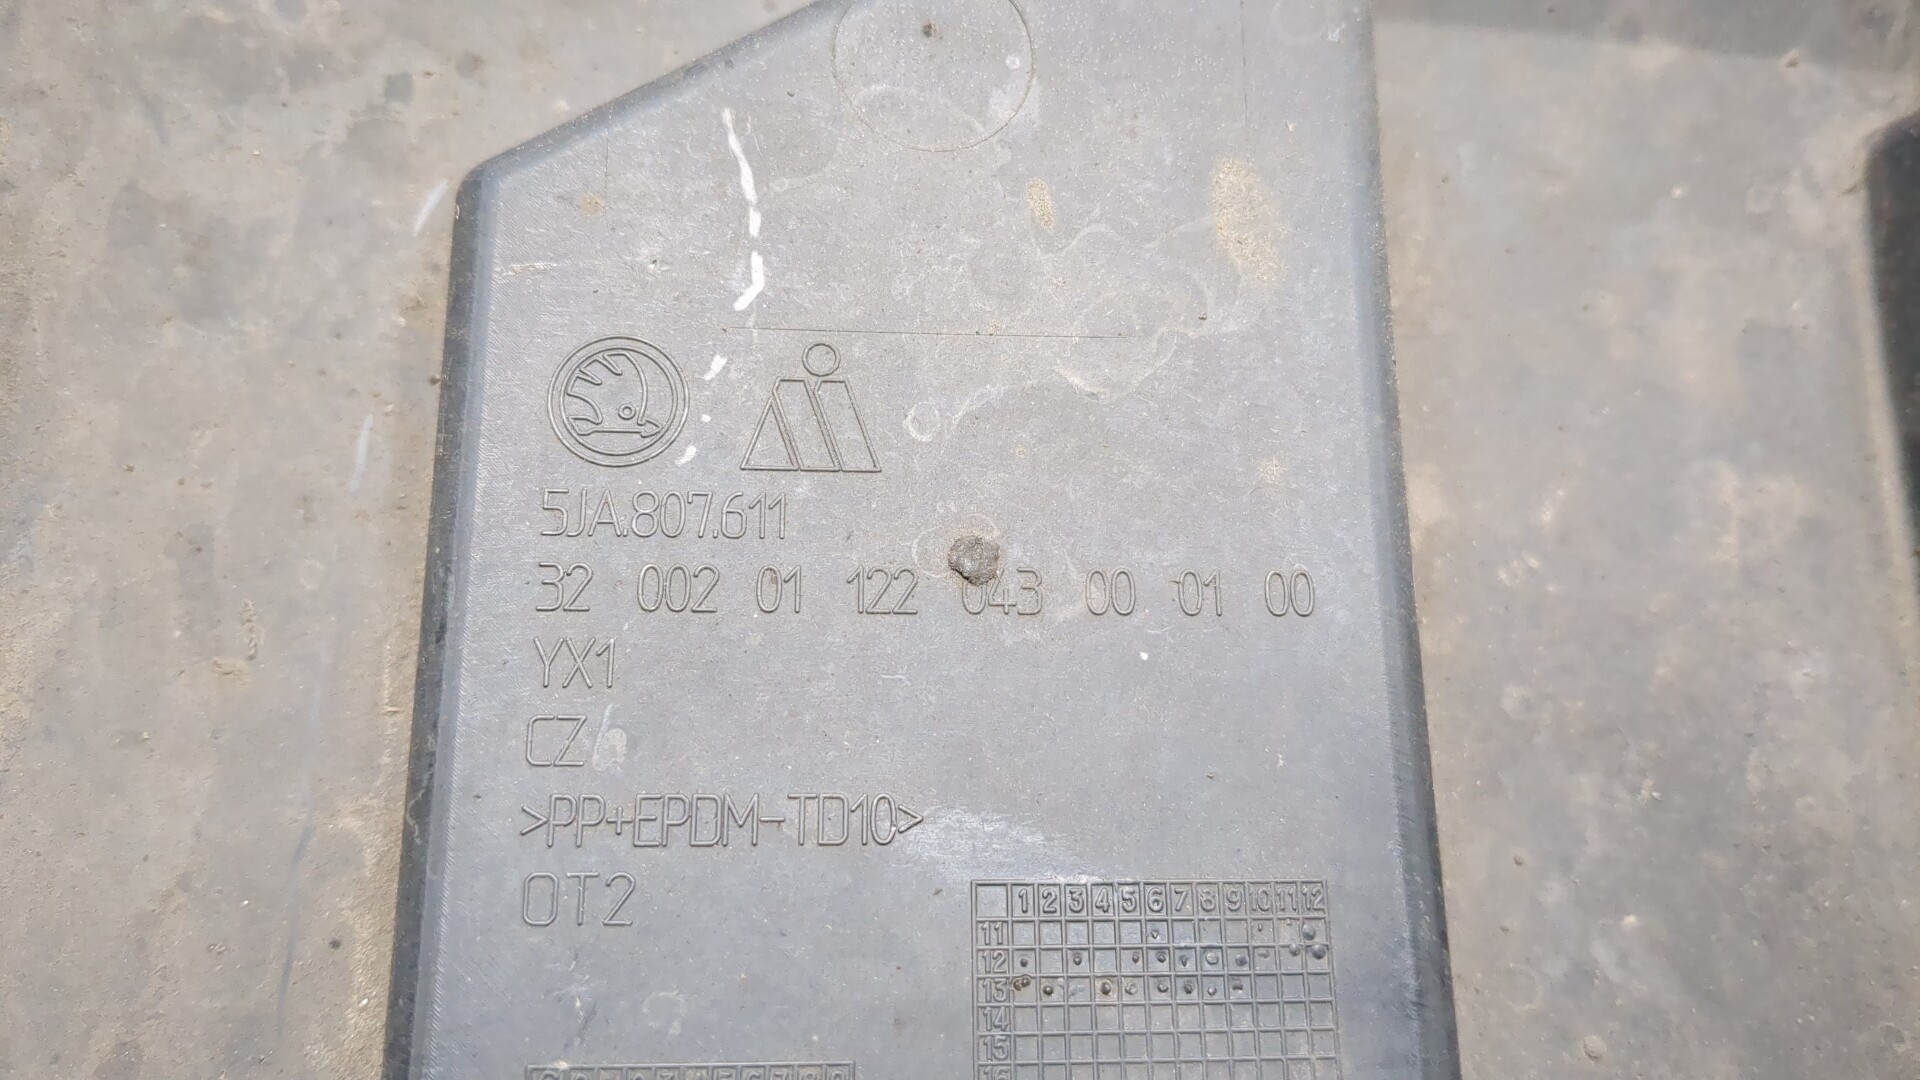 5JA.807.611
32 002 01 122 043 00 01 00
YX1
CZ
>PP+EPDM-TD10<
OT2
1 2 3 4 5 6 7 8 9 10 11 12
11
12
13
14
15
16